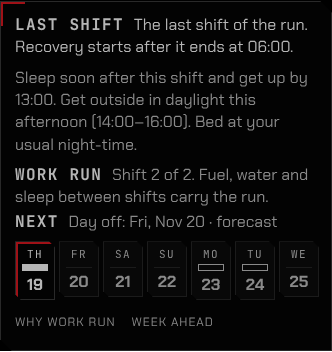 LAST SHIFT The last shift of the run.
Recovery starts after it ends at 06:00.
Sleep soon after this shift and get up by
13:00. Get outside in daylight this
afternoon (14:00–16:00). Bed at your
usual night-time.
WORK RUN Shift 2 of 2. Fuel, water and
sleep between shifts carry the run.
NEXT Day off: Fri, Nov 20 · forecast
TH FR SA SU MO TU WE
19 20 21 22 23 24 25
WHY WORK RUN WEEK AHEAD